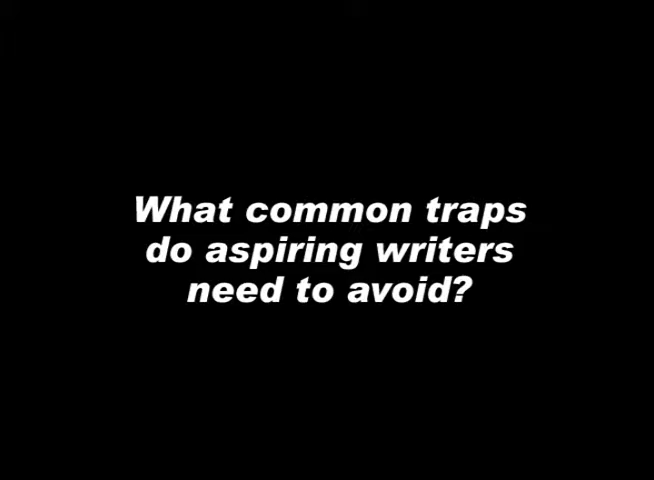 What common traps
do aspiring writers
need to avoid?